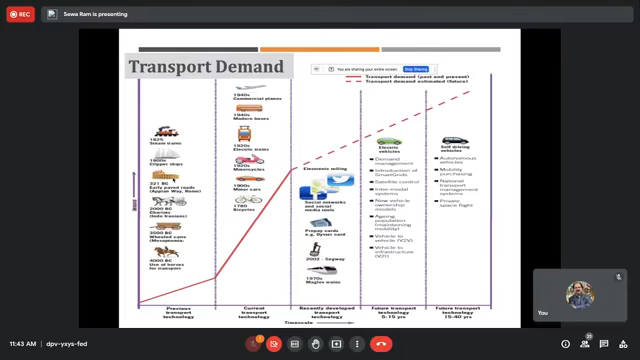 REC
Sewa Ram is presenting
Transport Demand
You are sharing your entire screen.
Stop Sharing
Transport demand (past and present)
Transport demand estimated (future)
1825
Steam trains
1800s
Clipper ships
321 BC
Early paved roads
(Appian Way, Rome)
2000 BC
Chariots
(Indo Iranians)
3500 BC
Wheeled carts
(Mesopotamia)
4000 BC
Use of horses
for transport
1940s
Commercial planes
1940s
Modern buses
1920s
Electric trains
1920s
Motorcycles
1900s
Motor cars
1780
Bicycles
Electronic tolling
Social networks
and social
media tools
Prepay cards
e.g., Oyster card
2002 - Segway
1970s
Maglev trains
Electric
vehicles
Demand
management
Introduction of
SmartGrids
Satellite control
Inter-modal
systems
New vehicle
ownership
models
Ageing
population
(maintaining
mobility)
Vehicle to
vehicle (V2V)
Vehicle to
infrastructure (V2I)
Self driving
vehicles
Autonomous
vehicles
Mobility
purchasing
National
transport
management
systems
Private
space flight
Previous
transport
technology
Current
transport
technology
Recently developed
transport
technology
Future transport
technology
5-15 yrs
Future transport
technology
15-40 yrs
Timescale
You
11:43 AM
dpv-yxys-fed